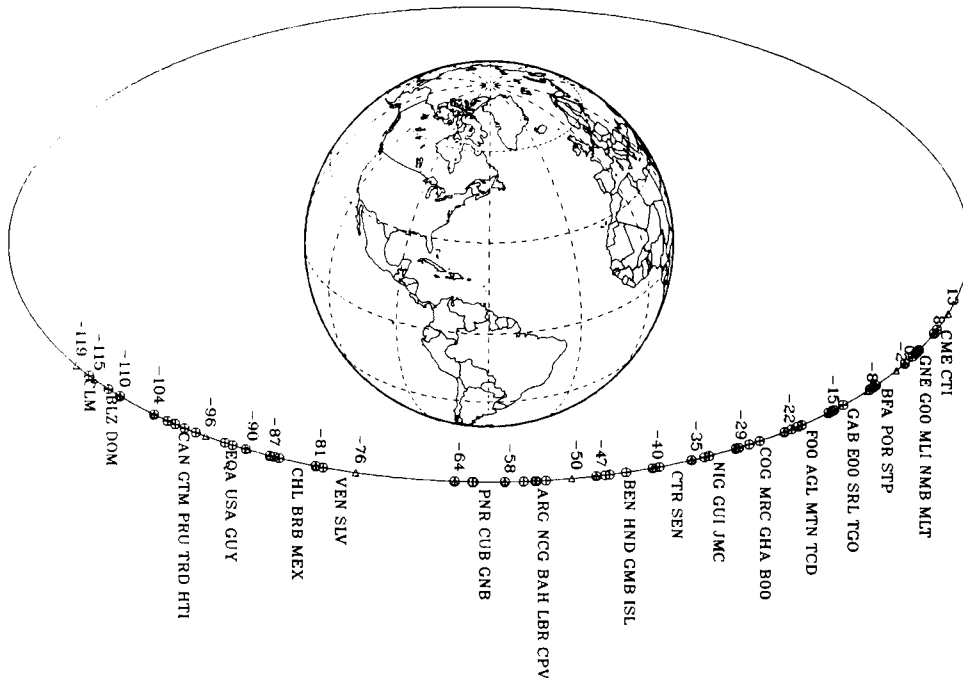 -119
-115
CLM
-110
BLZ DOM
-104
CAN GTM PRU TRD HTI
-96
EQA USA GUY
-90
-87
CHL BRB MEX
-81
VEN SLV
-76
-64
PNR CUB GNB
-58
ARG NCG BAH LBR CPV
-50
-47
BEN HND GMB ISL
-40
CTR SEN
-35
NIG GUI JMC
-29
COG MRC GHA B00
-22
F00 AGL MTN TCD
-15
GAB E00 SRL TGO
-8
BFA POR STP
-2
GNE G00 MLI NMB MLT
CME CTI
13